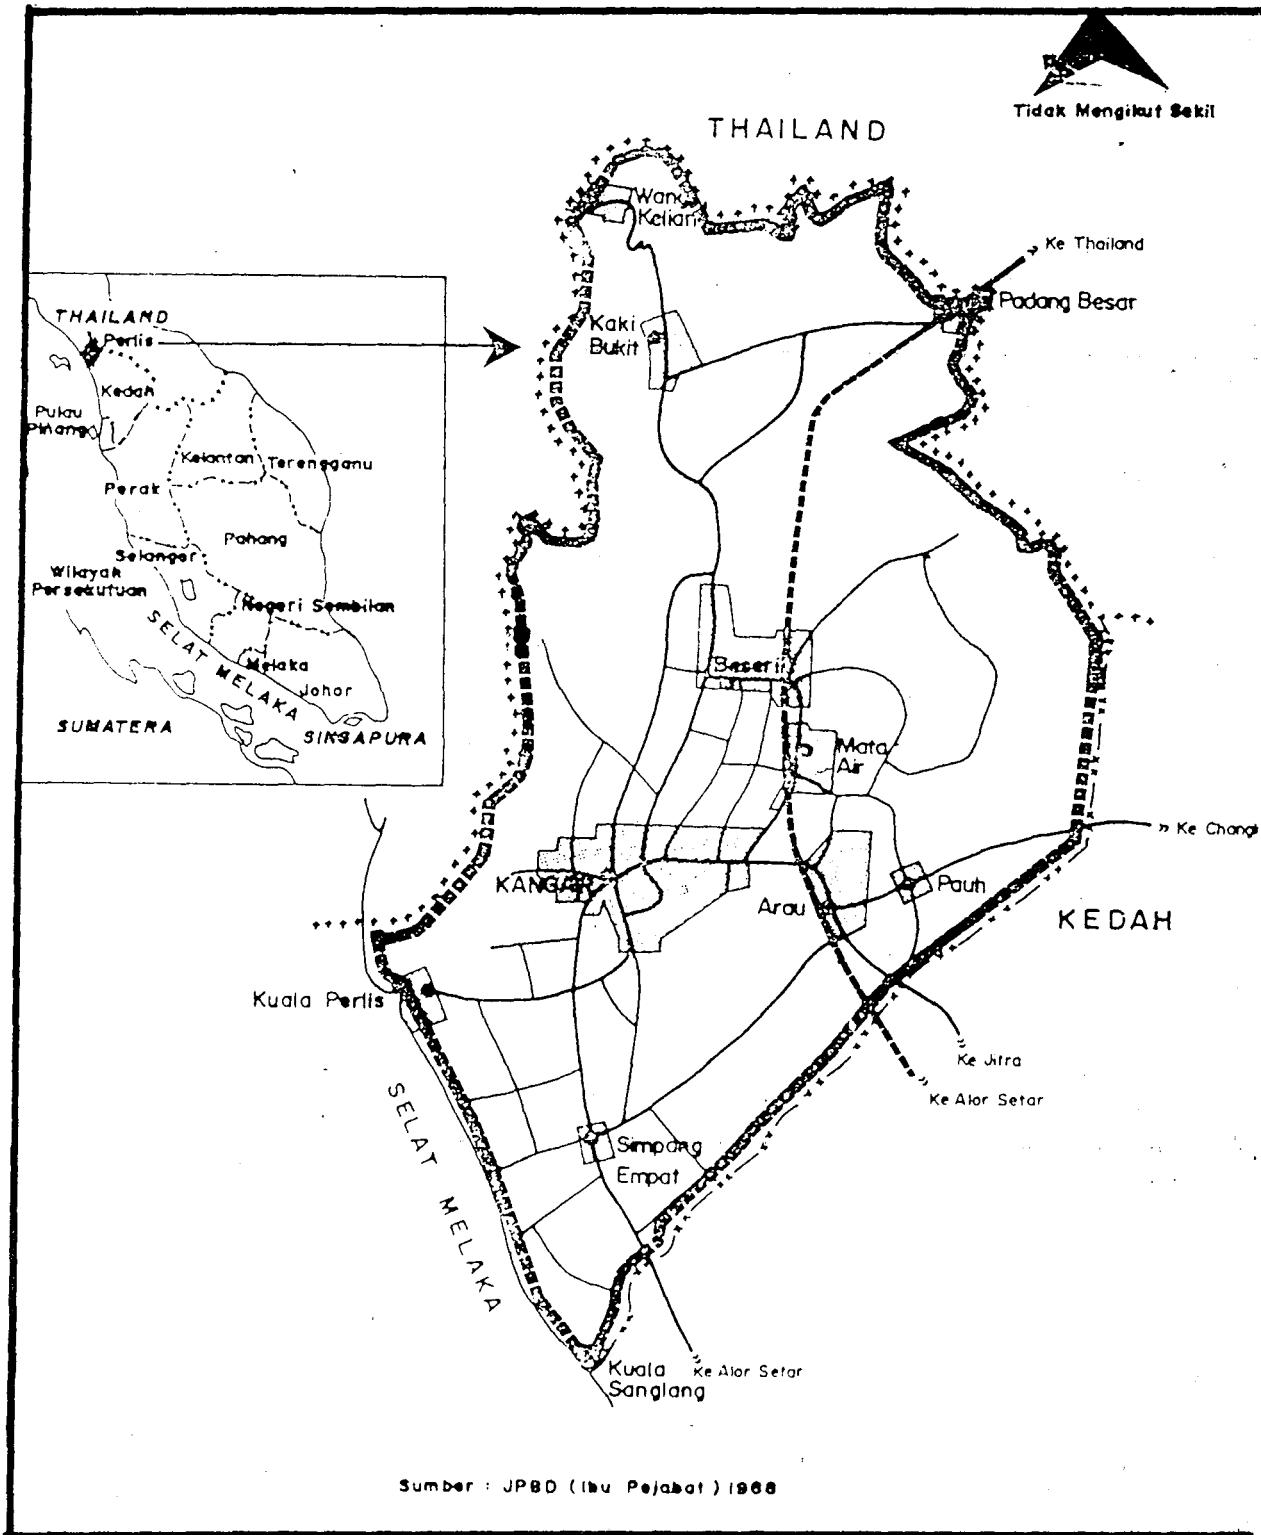 Tidak Mengikut Sekil
THAILAND
Wang
Kelian
Ke Thailand
Padang Besar
Kaki
Bukit
THAILAND
Perlis
Kedah
Pulau
Pinang
Kelantan
Terengganu
Perak
Pahang
Selangor
Wilayah
Persekutuan
Negeri Sembilan
SELAT MELAKA
Melaka
Johor
SUMATERA
SINGAPURA
Beseri
Mata
Air
Ke Changl
KANGAR
Arau
Pauh
KEDAH
Kuala Perlis
Ke Jitra
Ke Alor Setar
SELAT MELAKA
Simpang
Empat
Kuala
Sanglang
Ke Alor Setar
Sumber : JPBD (Ibu Pejabat) 1988